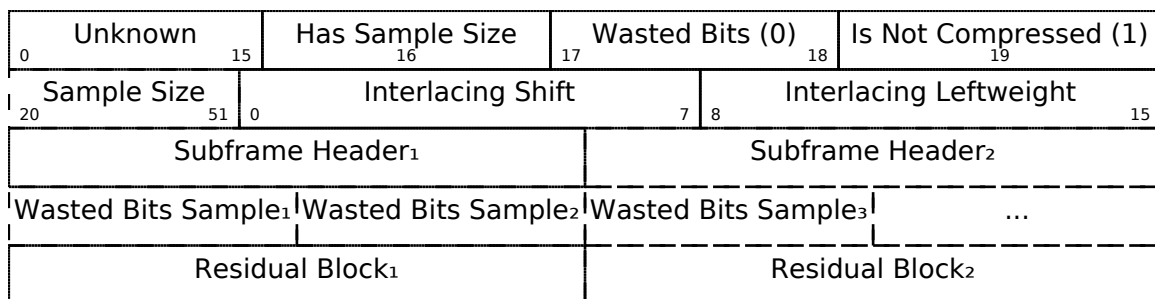 Unknown Has Sample Size Wasted Bits (0) Is Not Compressed (1)
0 15 16 17 18 19
Sample Size Interlacing Shift Interlacing Leftweight
20 51 0 7 8 15
Subframe Header₁ Subframe Header₂
Wasted Bits Sample₁ Wasted Bits Sample₂ Wasted Bits Sample₃ ...
Residual Block₁ Residual Block₂